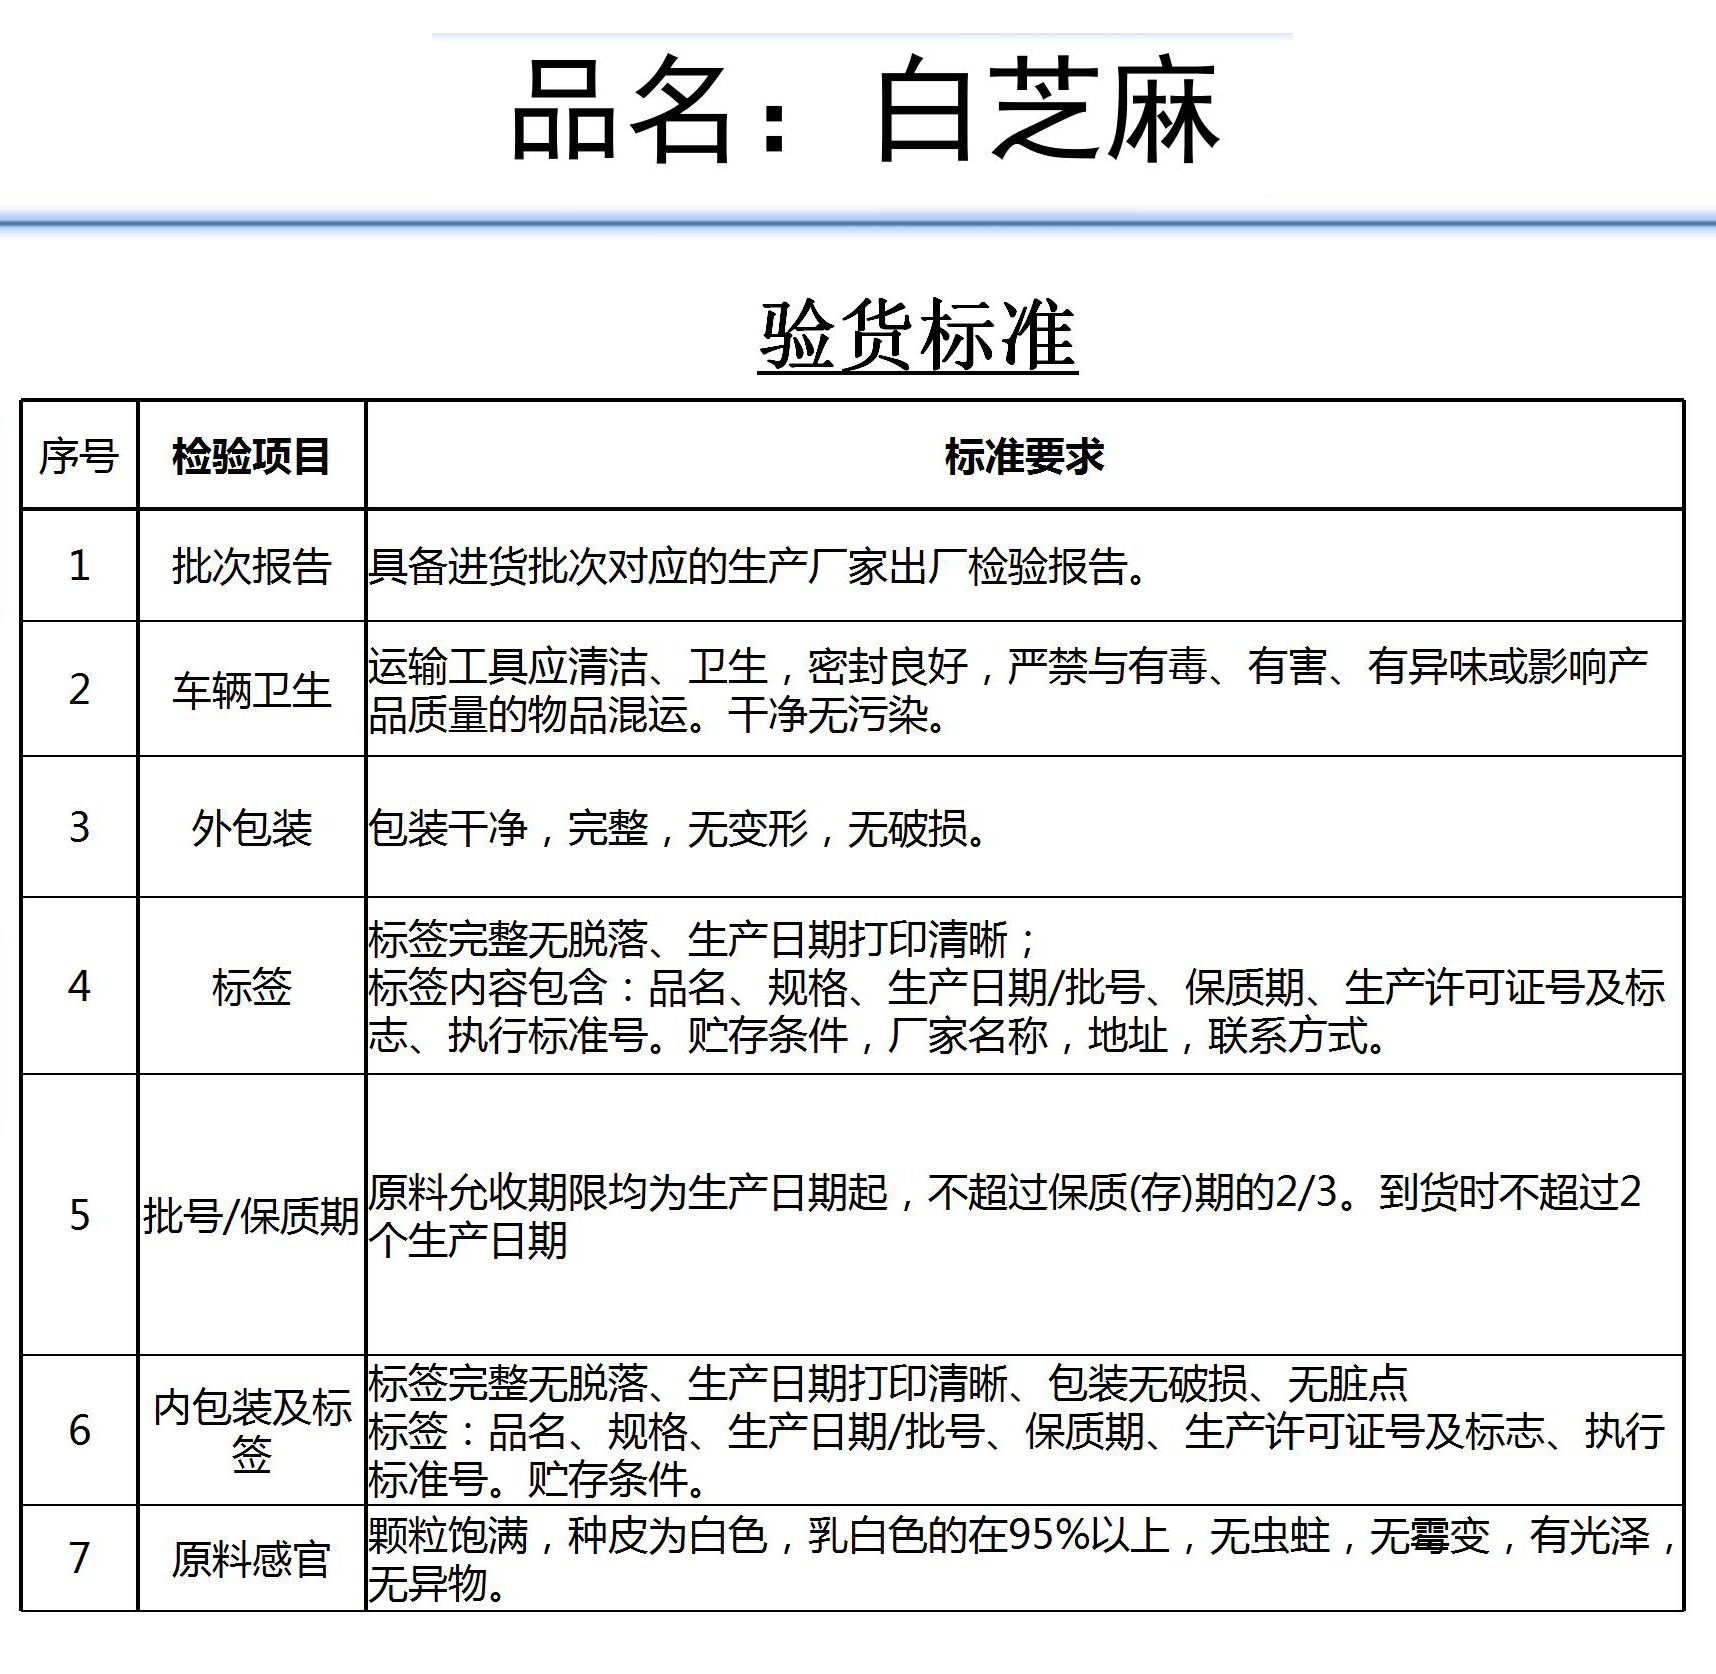 品名：白芝麻
验货标准
序号 检验项目 标准要求
1 批次报告 具备进货批次对应的生产厂家出厂检验报告。
2 车辆卫生 运输工具应清洁、卫生，密封良好，严禁与有毒、有害、有异味或影响产
品质量的物品混运。干净无污染。
3 外包装 包装干净，完整，无变形，无破损。
4 标签 标签完整无脱落、生产日期打印清晰；
标签内容包含：品名、规格、生产日期/批号、保质期、生产许可证号及标
志、执行标准号。贮存条件，厂家名称，地址，联系方式。
5 批号/保质期 原料允收期限均为生产日期起，不超过保质(存)期的2/3。到货时不超过2
个生产日期
6 内包装及标
签
标签完整无脱落、生产日期打印清晰、包装无破损、无脏点
标签：品名、规格、生产日期/批号、保质期、生产许可证号及标志、执行
标准号。贮存条件。
7 原料感官 颗粒饱满，种皮为白色，乳白色的在95%以上，无虫蛀，无霉变，有光泽，
无异物。